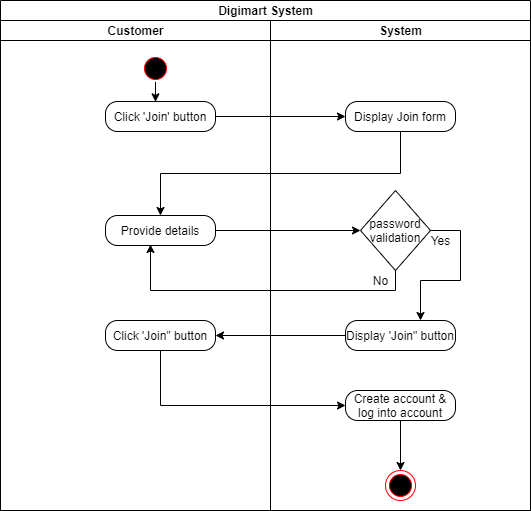 Digimart System
Customer
System
Click 'Join' button
Display Join form
Provide details
password
validation
Yes
No
Click 'Join" button
Display 'Join" button
Create account &
log into account